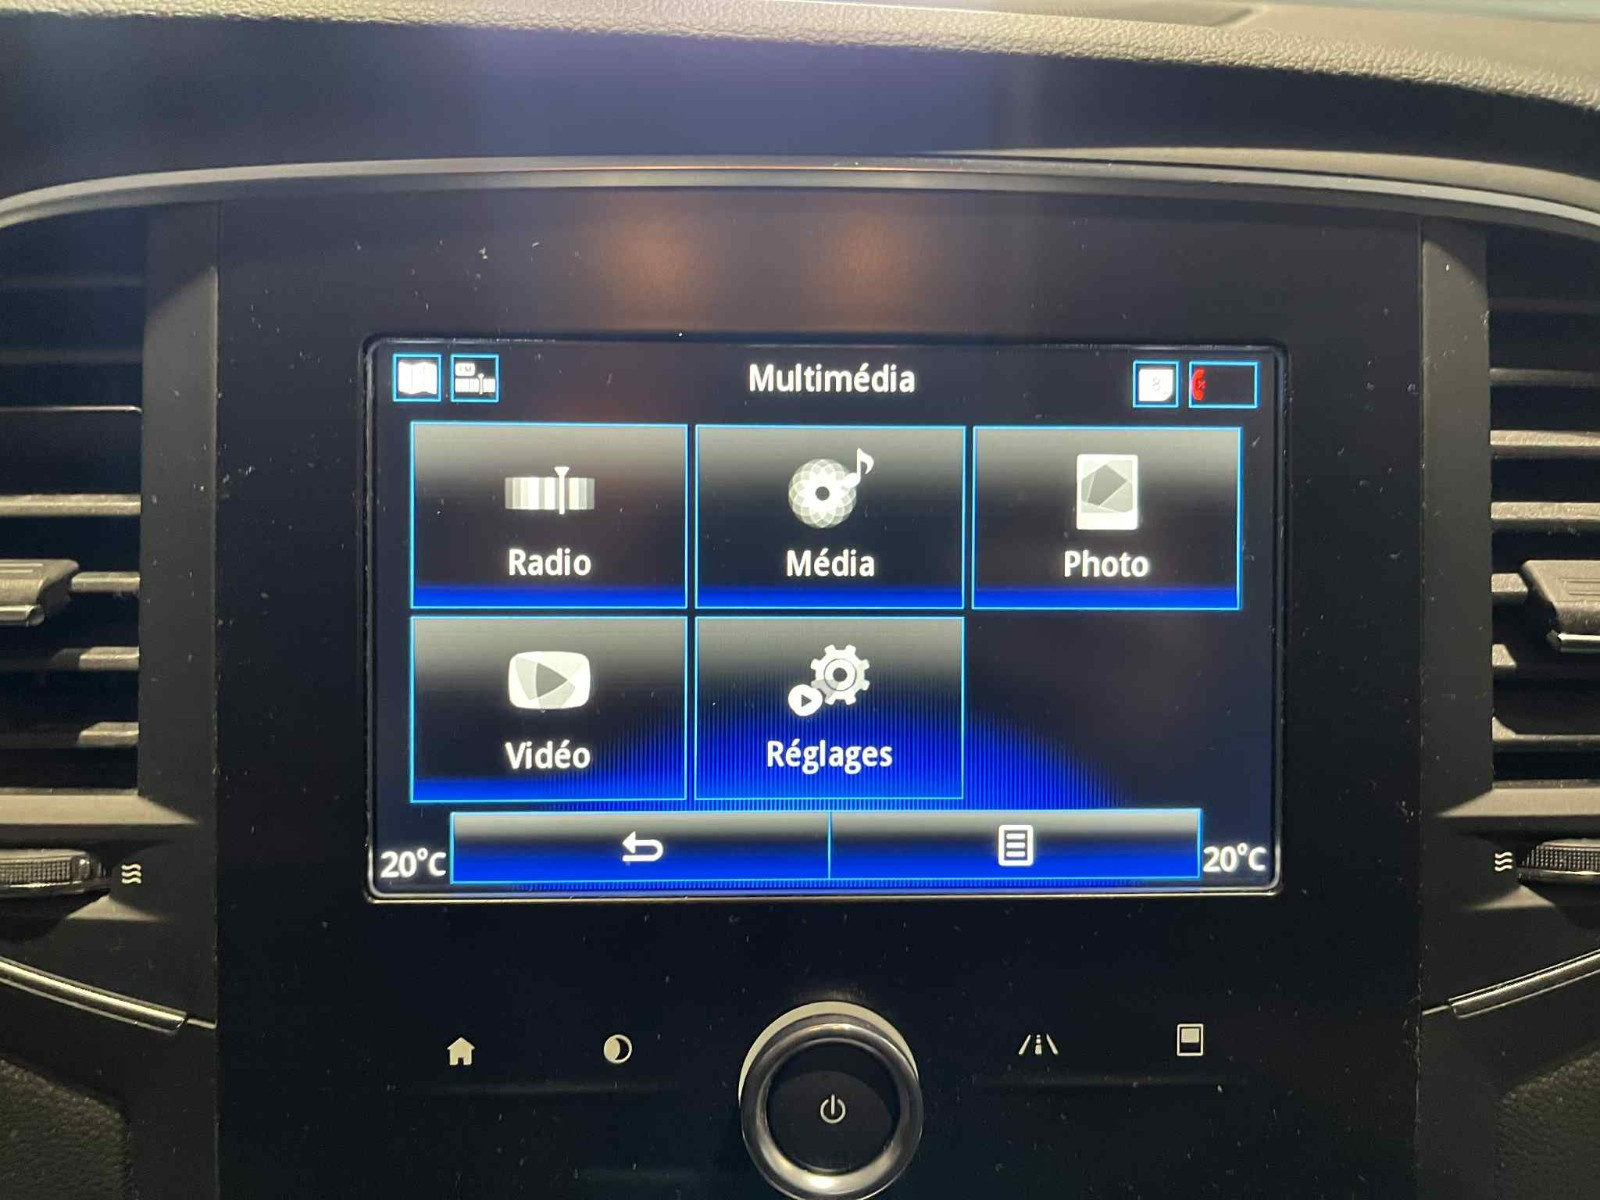 Multimédia
Radio
Média
Photo
Vidéo
Réglages
20°C
20°C